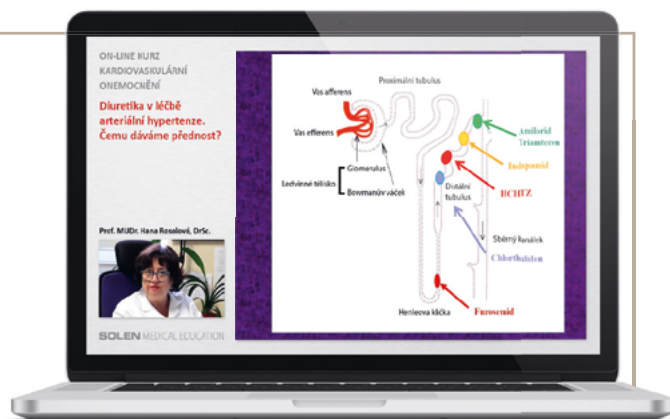 ON-LINE KURZ
KARDIOVASKULÁRNÍ
ONEMOCNĚNÍ
Diuretika v léčbě
arteriální hypertenze.
Čemu dáváme přednost?
Prof. MUDr. Hana Rosolová, DrSc.
SOLEN MEDICAL EDUCATION
Proximální tubulus
Vas afferens
Vas efferens
Glomerulus
Ledvinné tělísko
Bowmanův váček
Amilorid
Triamteren
Indapamid
HCHTZ
Distální
tubulus
Sběrný kanálek
Chlorthalidon
Henleova klička
Furosemid